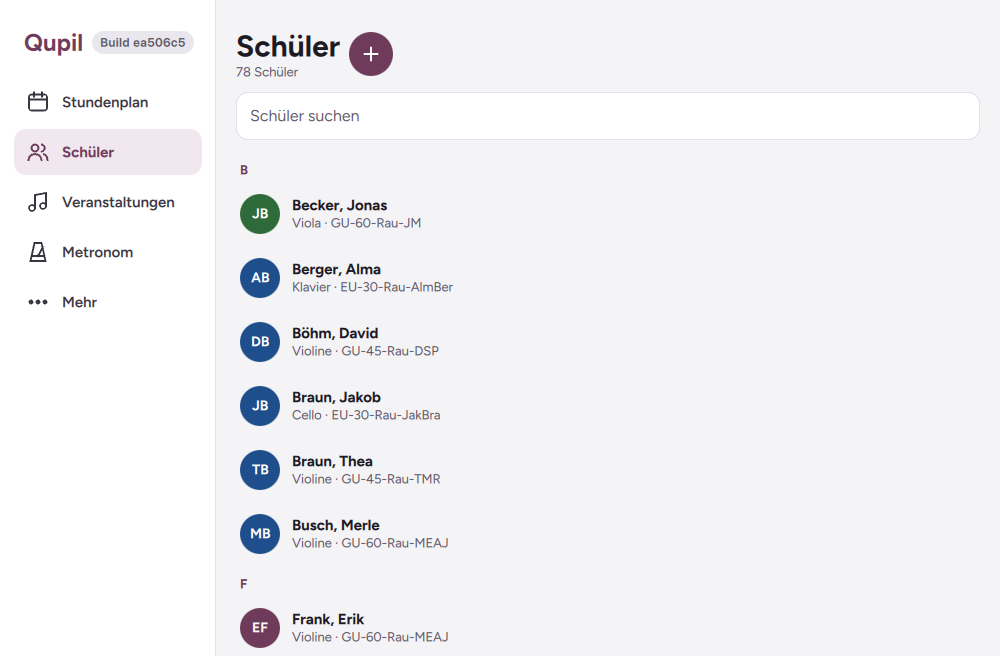 Qupil
Build ea506c5
Stundenplan
Schüler
Veranstaltungen
Metronom
Mehr
Schüler
78 Schüler
Schüler suchen
B
JB
Becker, Jonas
Viola · GU-60-Rau-JM
AB
Berger, Alma
Klavier · EU-30-Rau-AlmBer
DB
Böhm, David
Violine · GU-45-Rau-DSP
JB
Braun, Jakob
Cello · EU-30-Rau-JakBra
TB
Braun, Thea
Violine · GU-45-Rau-TMR
MB
Busch, Merle
Violine · GU-60-Rau-MEAJ
F
EF
Frank, Erik
Violine · GU-60-Rau-MEAJ